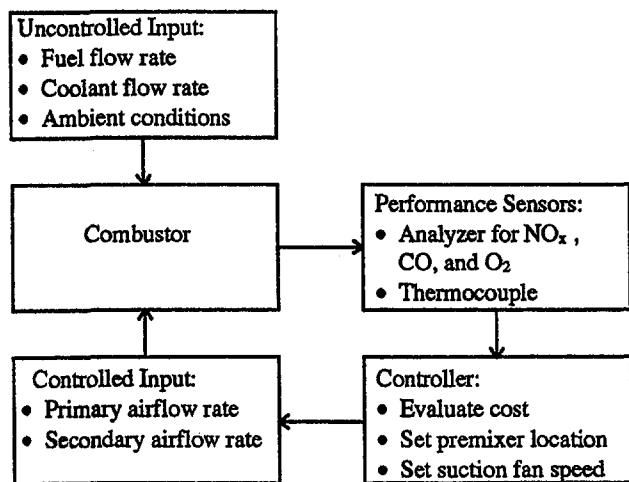 Uncontrolled Input:
• Fuel flow rate
• Coolant flow rate
• Ambient conditions
Combustor
Performance Sensors:
• Analyzer for NOₓ ,
CO, and O₂
• Thermocouple
Controlled Input:
• Primary airflow rate
• Secondary airflow rate
Controller:
• Evaluate cost
• Set premixer location
• Set suction fan speed